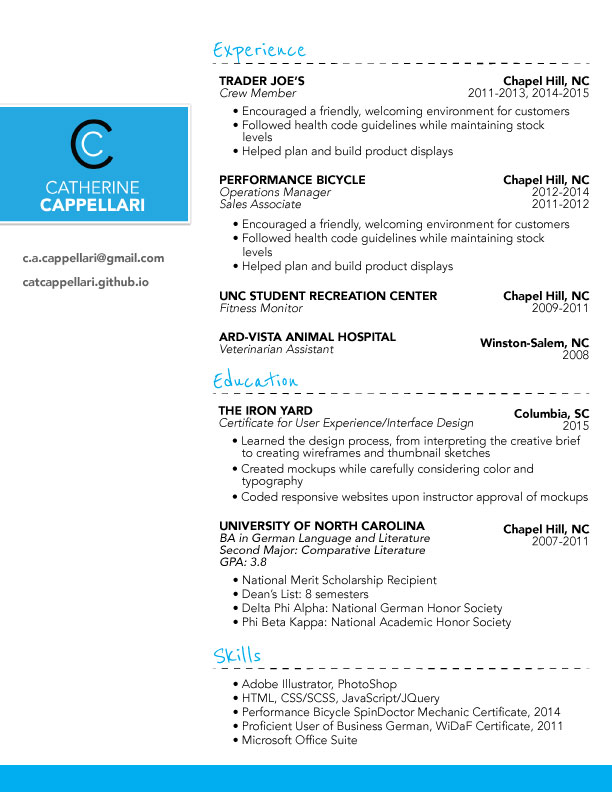 CC
CATHERINE
CAPPELLARI
c.a.cappellari@gmail.com
catcappellari.github.io
Experience
TRADER JOE'S Chapel Hill, NC
Crew Member 2011-2013, 2014-2015
• Encouraged a friendly, welcoming environment for customers
• Followed health code guidelines while maintaining stock
levels
• Helped plan and build product displays
PERFORMANCE BICYCLE Chapel Hill, NC
Operations Manager 2012-2014
Sales Associate 2011-2012
• Encouraged a friendly, welcoming environment for customers
• Followed health code guidelines while maintaining stock
levels
• Helped plan and build product displays
UNC STUDENT RECREATION CENTER Chapel Hill, NC
Fitness Monitor 2009-2011
ARD-VISTA ANIMAL HOSPITAL Winston-Salem, NC
Veterinarian Assistant 2008
Education
THE IRON YARD Columbia, SC
Certificate for User Experience/Interface Design 2015
• Learned the design process, from interpreting the creative brief
to creating wireframes and thumbnail sketches
• Created mockups while carefully considering color and
typography
• Coded responsive websites upon instructor approval of mockups
UNIVERSITY OF NORTH CAROLINA Chapel Hill, NC
BA in German Language and Literature 2007-2011
Second Major: Comparative Literature
GPA: 3.8
• National Merit Scholarship Recipient
• Dean's List: 8 semesters
• Delta Phi Alpha: National German Honor Society
• Phi Beta Kappa: National Academic Honor Society
Skills
• Adobe Illustrator, PhotoShop
• HTML, CSS/SCSS, JavaScript/JQuery
• Performance Bicycle SpinDoctor Mechanic Certificate, 2014
• Proficient User of Business German, WiDaF Certificate, 2011
• Microsoft Office Suite